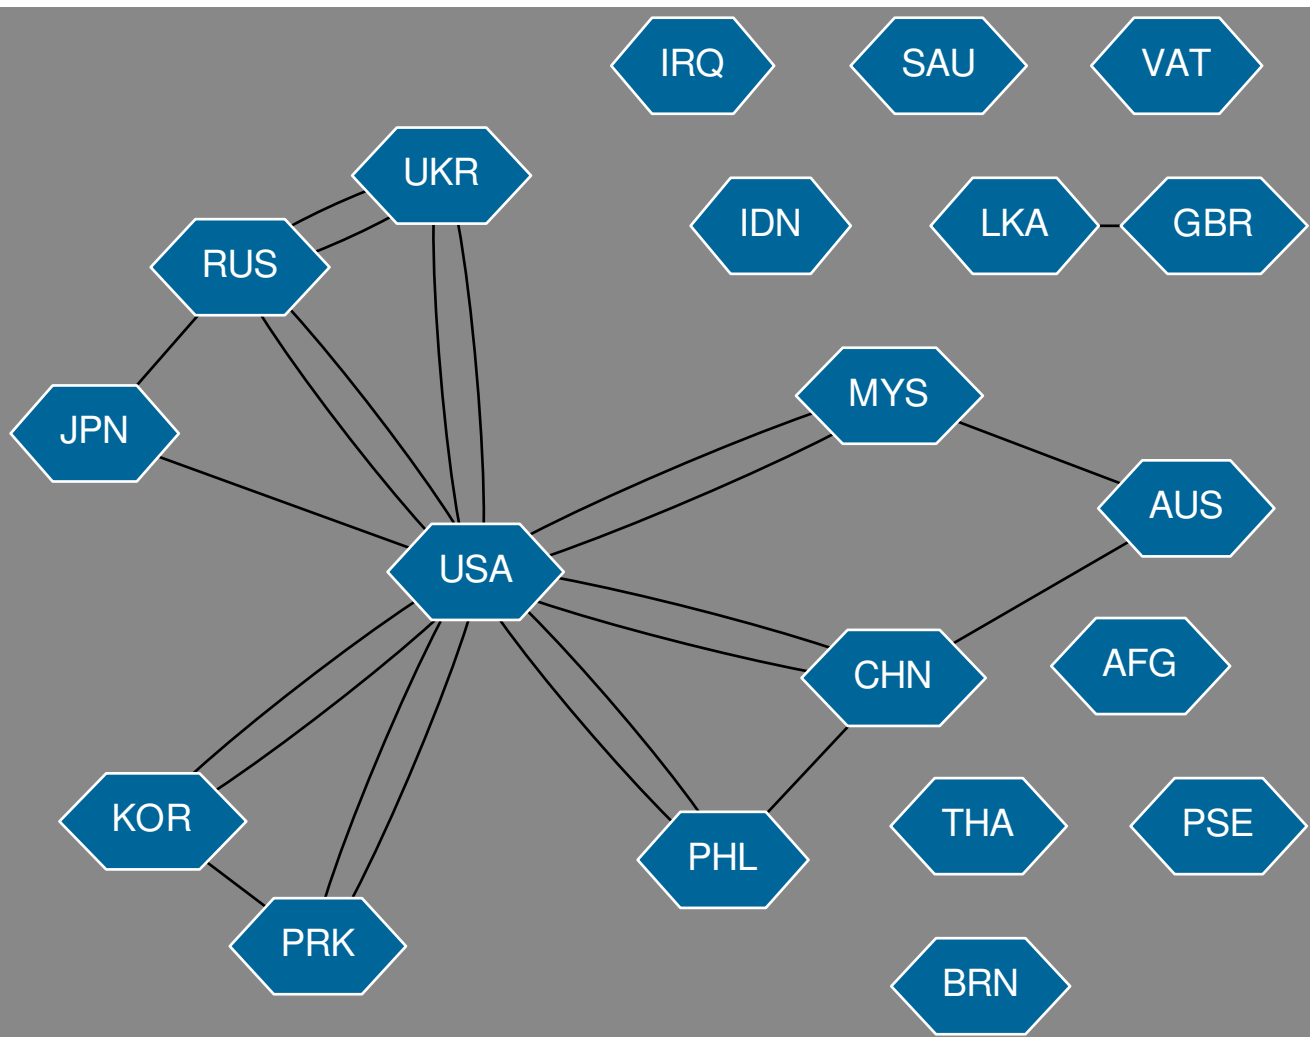 IRQ
SAU
VAT
UKR
IDN
LKA
GBR
RUS
MYS
JPN
AUS
USA
AFG
CHN
KOR
THA
PSE
PHL
PRK
BRN